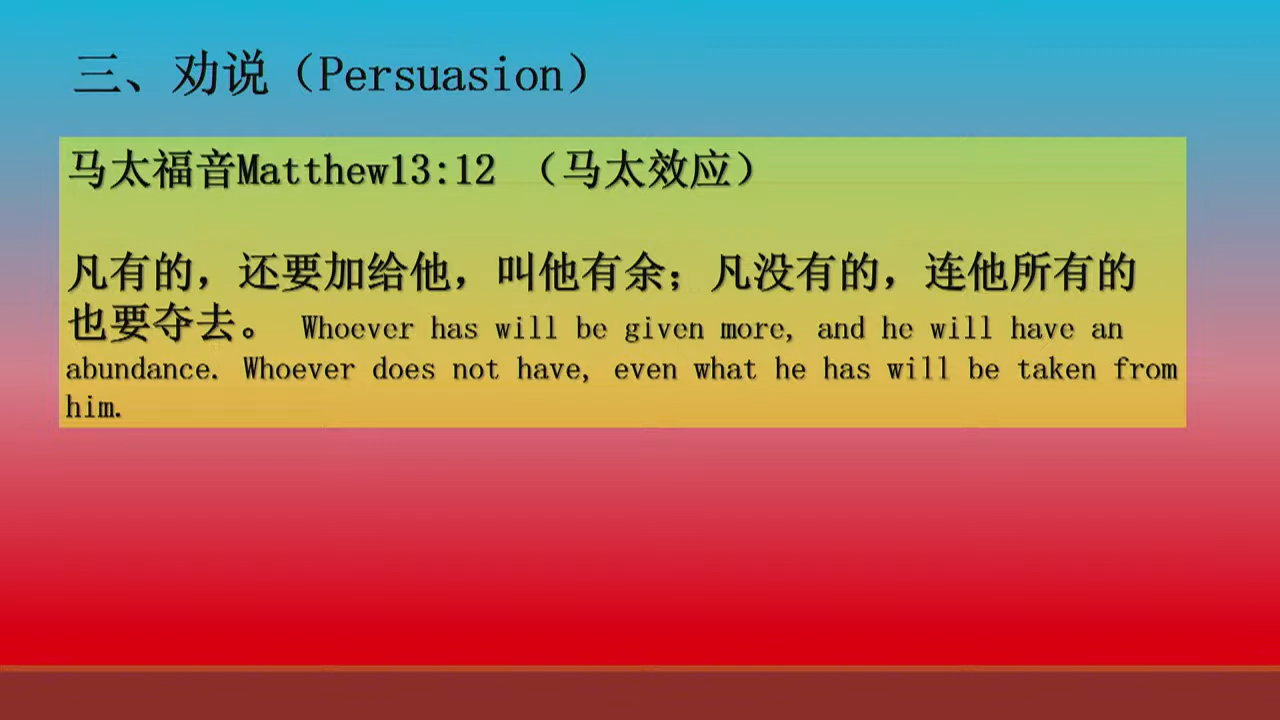 三、劝说（Persuasion）
马太福音Matthew13:12 （马太效应）
凡有的，还要加给他，叫他有余；凡没有的，连他所有的
也要夺去。 Whoever has will be given more, and he will have an
abundance. Whoever does not have, even what he has will be taken from
him.